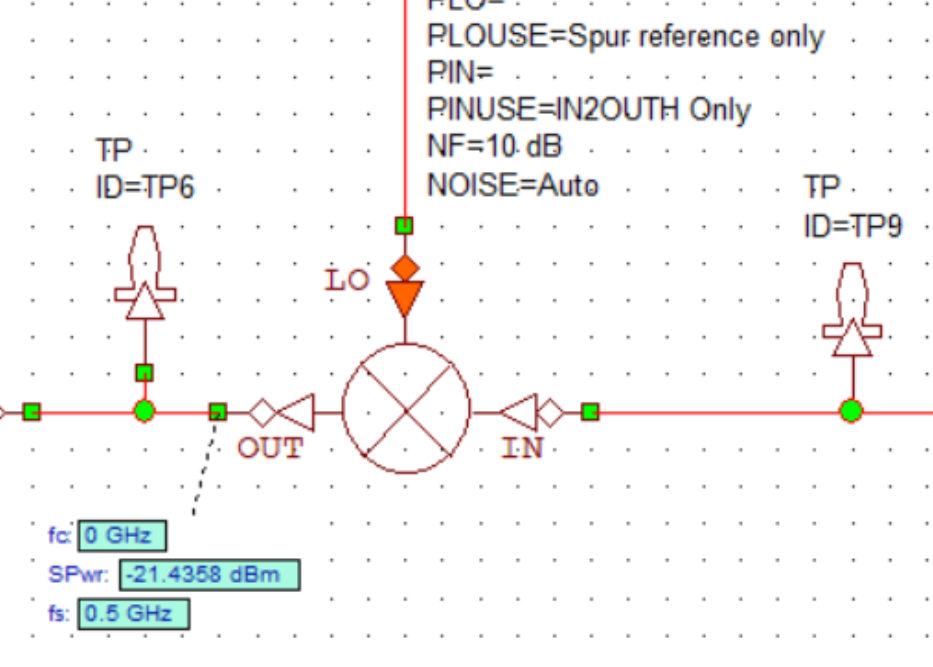 PLO=
PLOUSE=Spur reference only
PIN=
PINUSE=IN2OUTH Only
NF=10 dB
NOISE=Auto
TP
ID=TP6
TP
ID=TP9
LO
OUT
IN
fc: 0 GHz
SPwr: -21.4358 dBm
fs: 0.5 GHz